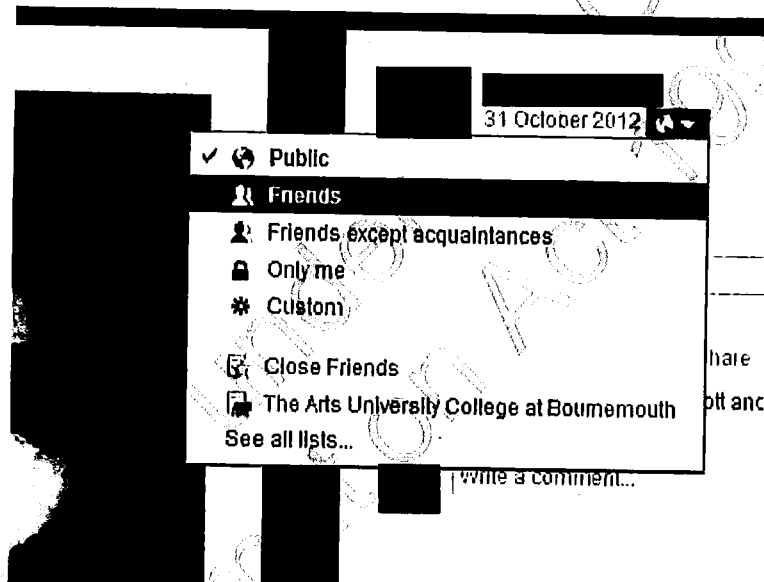 31 October 2012
Public
Friends
Friends except acquaintances
Only me
Custom
Close Friends
The Arts University College at Bournemouth
See all lists...
hare
ott and
Write a comment...